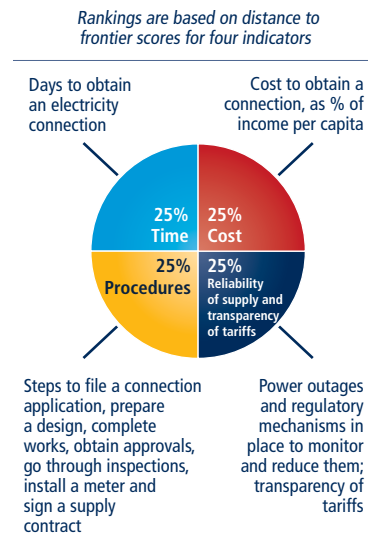 Rankings are based on distance to
frontier scores for four indicators
Days to obtain
an electricity
connection
Cost to obtain a
connection, as % of
income per capita
25%
Time
25%
Cost
25%
Procedures
25%
Reliability
of supply and
transparency
of tariffs
Steps to file a connection
application, prepare
a design, complete
works, obtain approvals,
go through inspections,
install a meter and
sign a supply
contract
Power outages
and regulatory
mechanisms in
place to monitor
and reduce them;
transparency of
tariffs